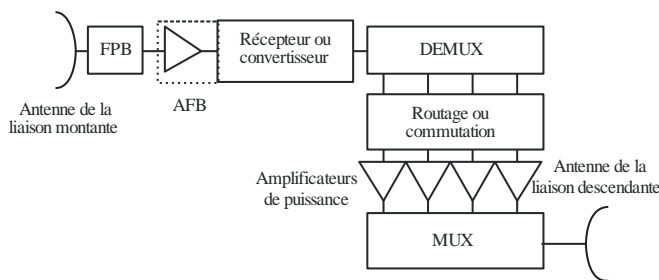 FPB
Récepteur ou
convertisseur
DEMUX
Antenne de la
liaison montante
AFB
Routage ou
commutation
Amplificateurs
de puissance
Antenne de la
liaison descendante
MUX